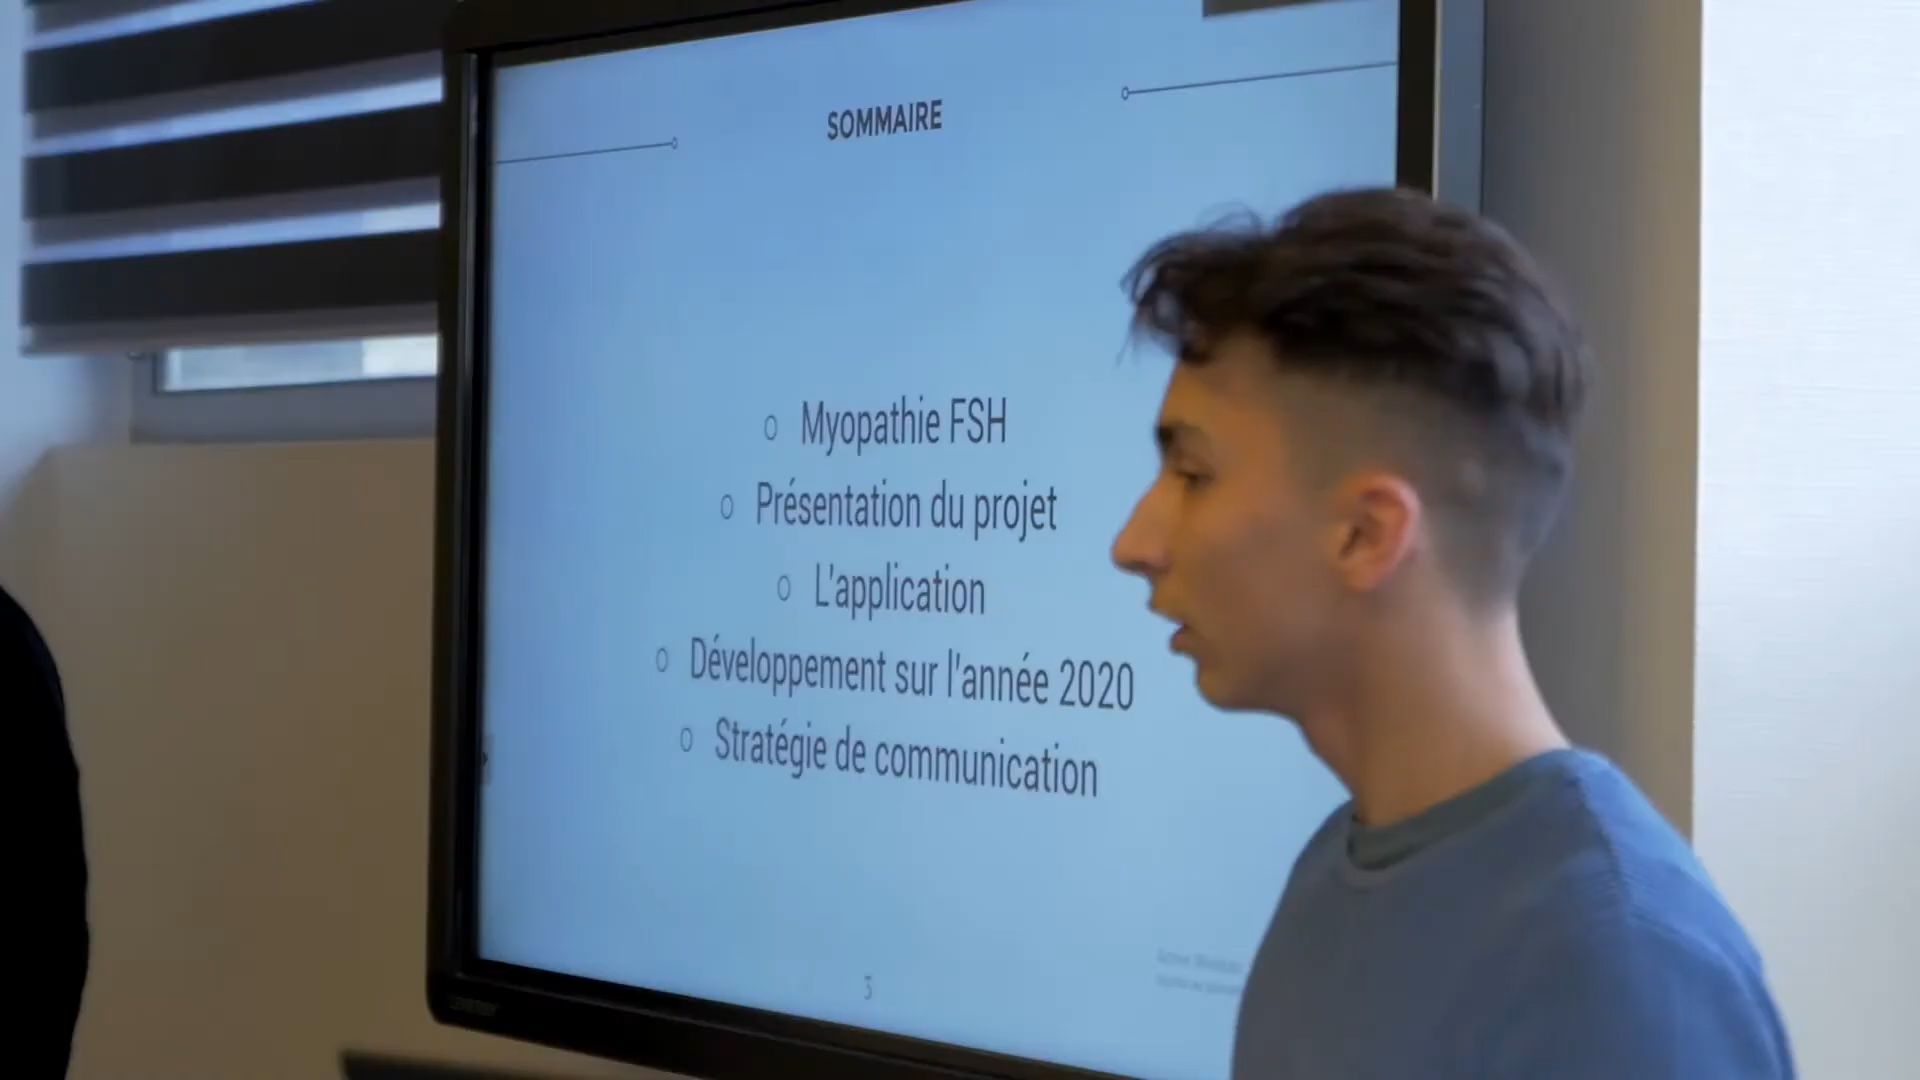 SOMMAIRE
○ Myopathie FSH
○ Présentation du projet
○ L'application
○ Développement sur l'année 2020
○ Stratégie de communication
3